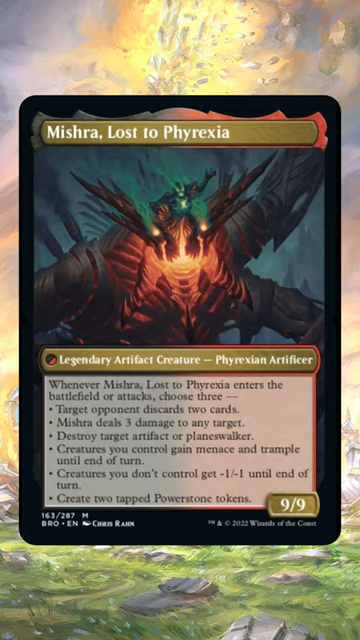 Mishra, Lost to Phyrexia
Legendary Artifact Creature — Phyrexian Artificer
Whenever Mishra, Lost to Phyrexia enters the
battlefield or attacks, choose three —
• Target opponent discards two cards.
• Mishra deals 3 damage to any target.
• Destroy target artifact or planeswalker.
• Creatures you control gain menace and trample
until end of turn.
• Creatures you don't control get -1/-1 until end of
turn.
• Create two tapped Powerstone tokens.
9/9
163/287 M
BRO • EN Chris Rahn
™ & © 2022 Wizards of the Coast